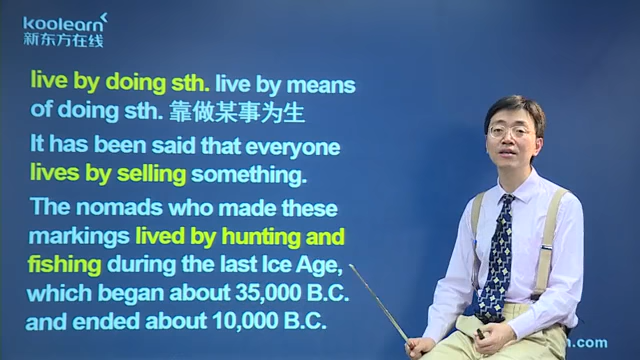 koolearn
新东方在线
live by doing sth. live by means
of doing sth. 靠做某事为生
It has been said that everyone
lives by selling something.
The nomads who made these
markings lived by hunting and
fishing during the last Ice Age,
which began about 35,000 B.C.
and ended about 10,000 B.C.